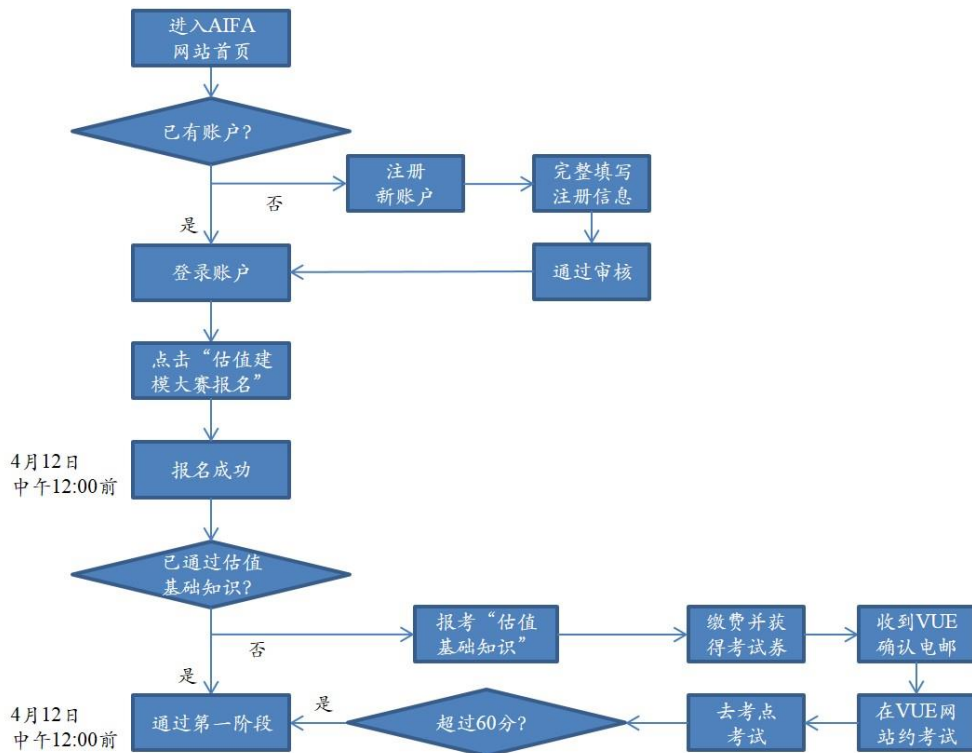 进入AIFA
网站首页
已有账户?
注册
新账户
完整填写
注册信息
否
是
登录账户
通过审核
点击“估值建
模大赛报名”
4月12日
中午12:00前
报名成功
已通过估值
基础知识?
报考“估值
基础知识”
缴费并获
得考试券
收到VUE
确认电邮
否
是
4月12日
中午12:00前
通过第一阶段
是
超过60分?
去考点
考试
在VUE网
站约考试